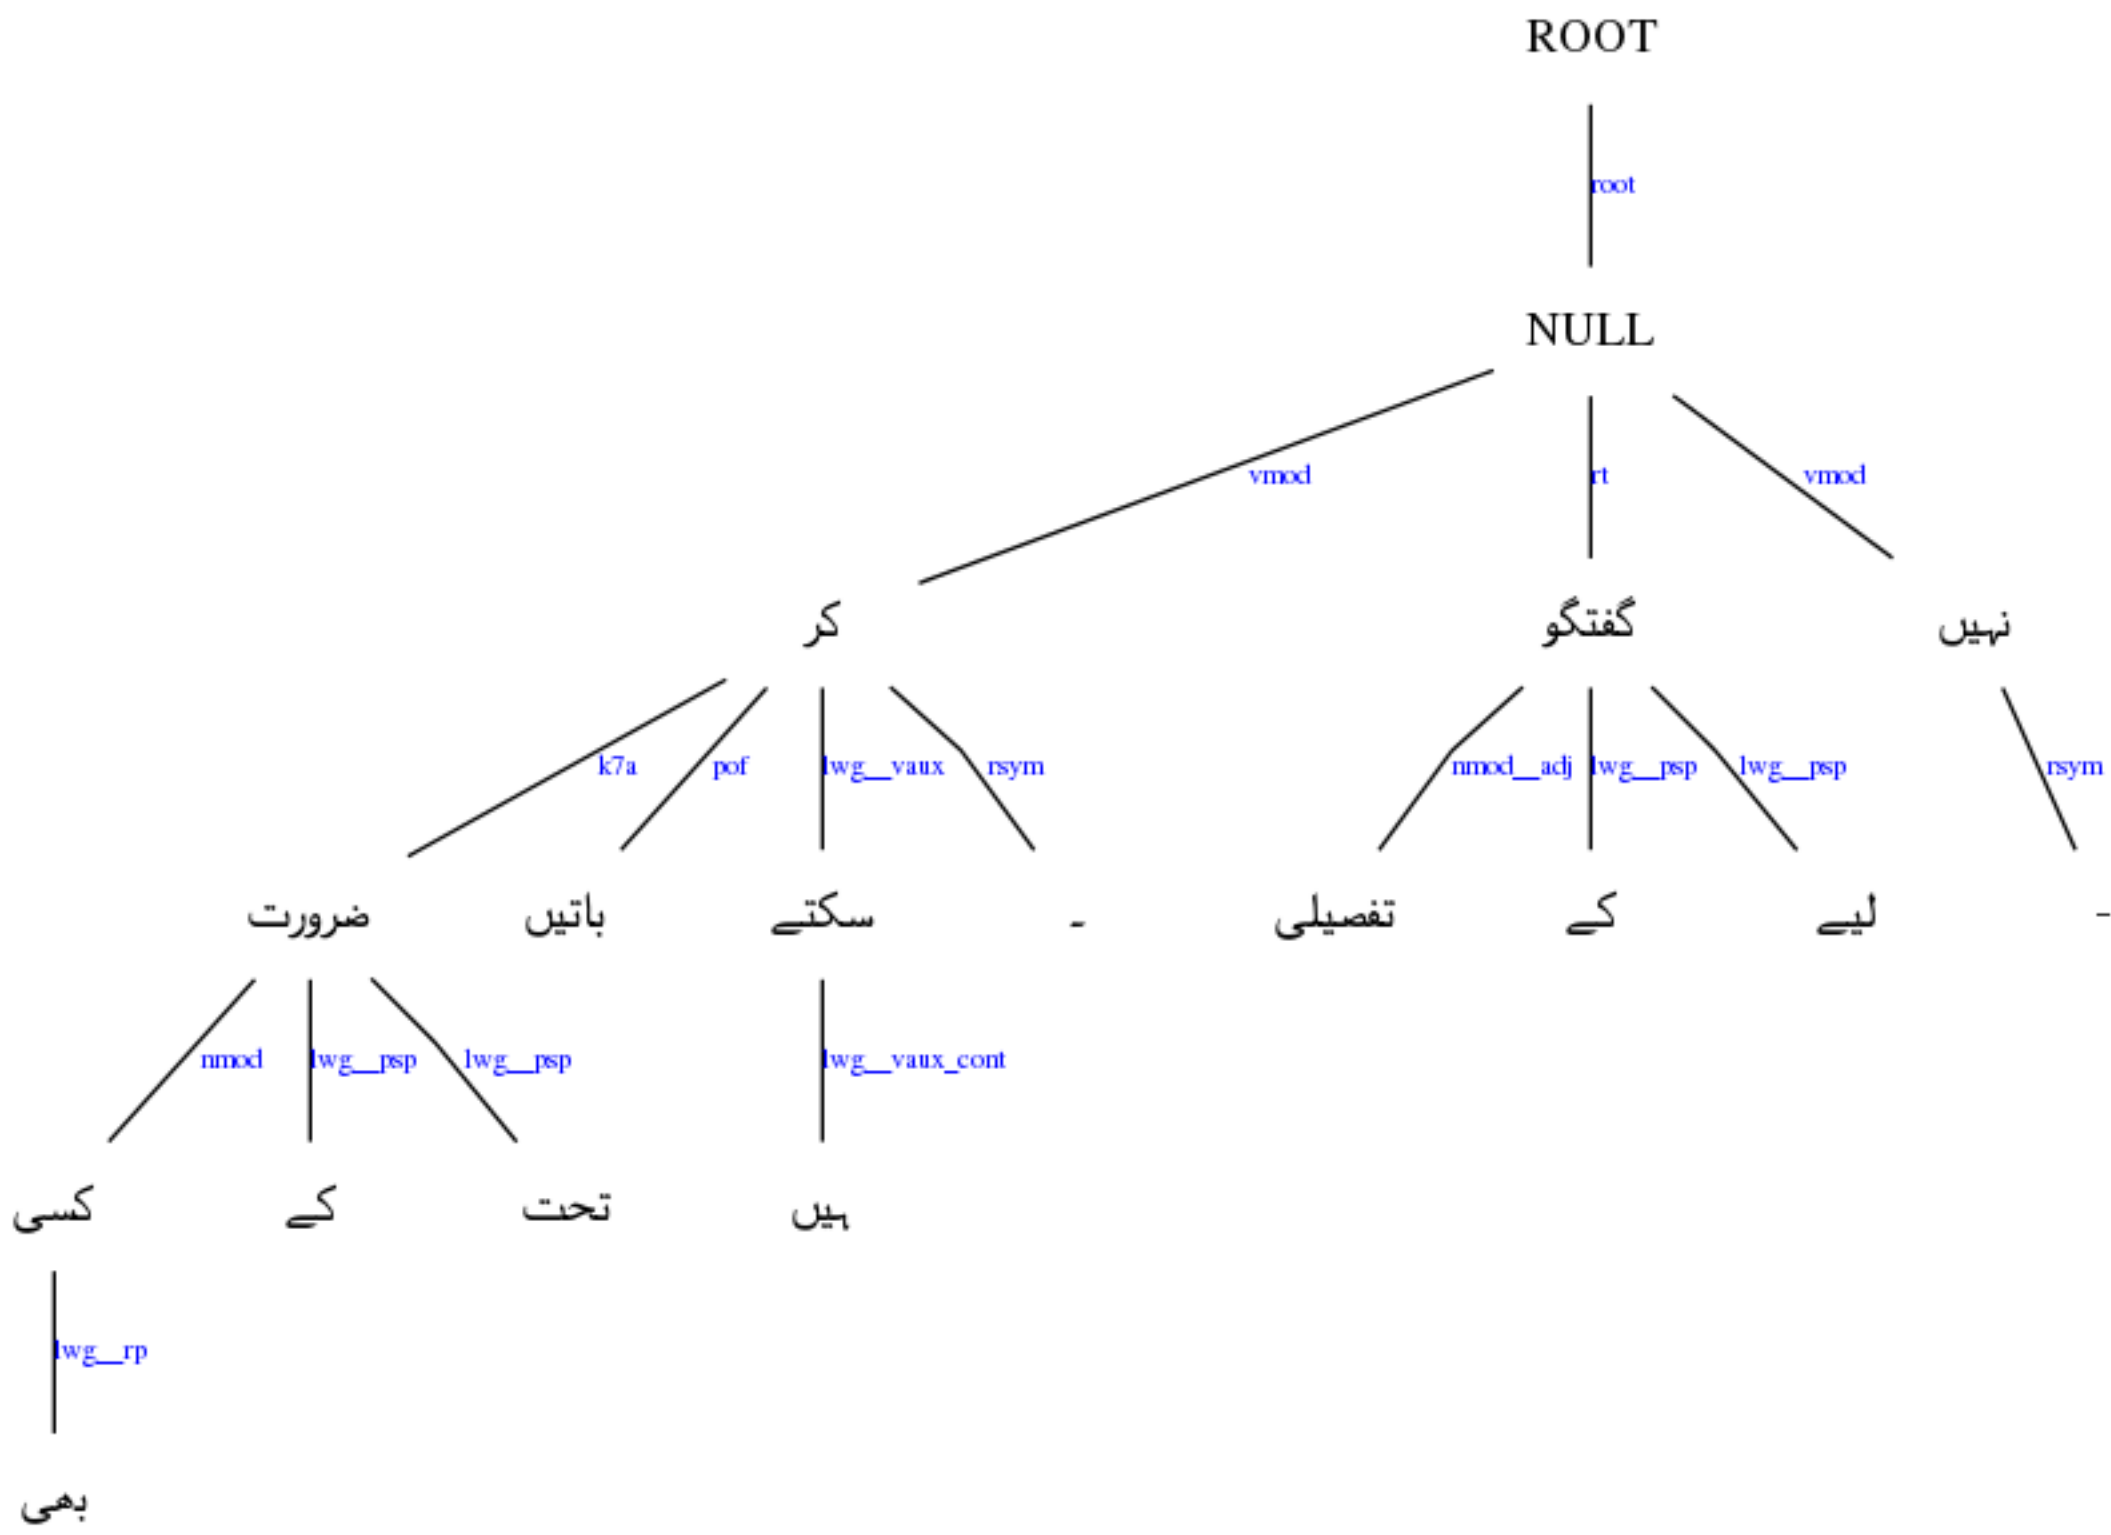 ROOT
root
NULL
vmod rt vmod
کر گفتگو نہیں
k7a pof lwg__vaux rsym nmod__adj lwg__psp lwg__psp rsym
ضرورت باتیں سکتے ۔ تفصیلی کے لیے -
nmod lwg__psp lwg__psp lwg__vaux_cont
کسی کے تحت ہیں
lwg__rp
بھی